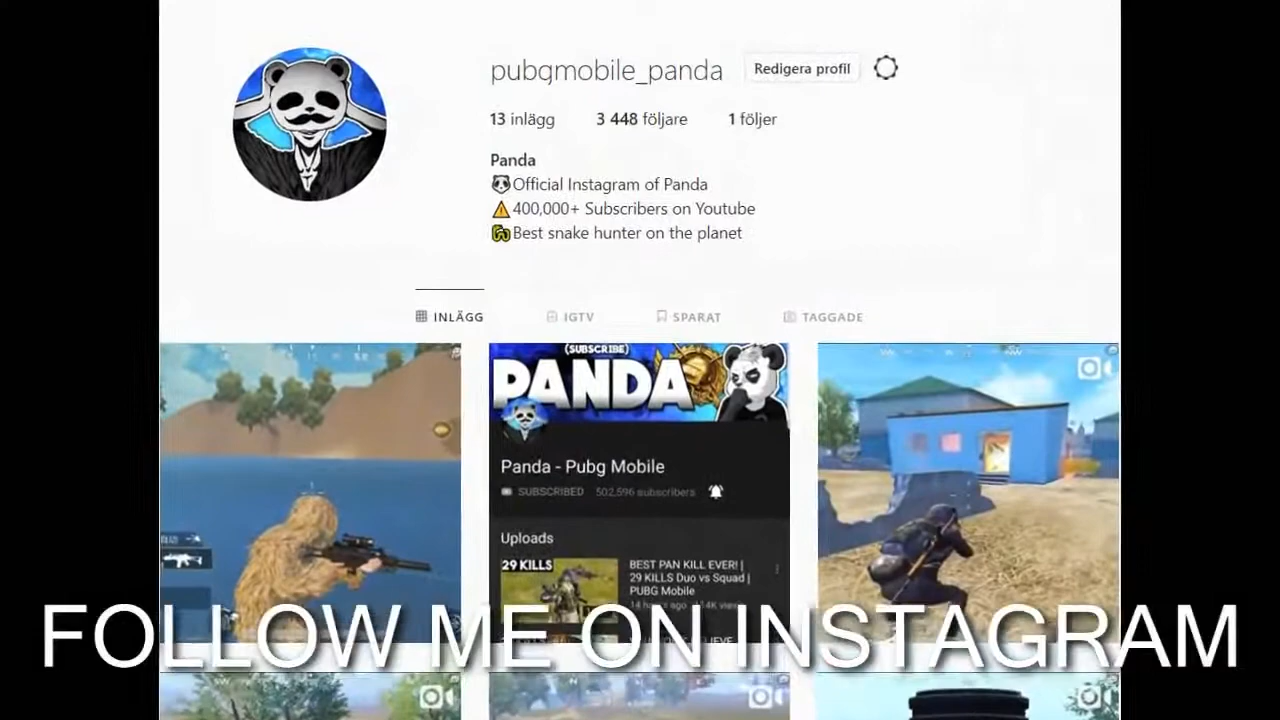 pubgmobile_panda Redigera profil
13 inlägg 3 448 följare 1 följer
Panda
Official Instagram of Panda
400,000+ Subscribers on Youtube
Best snake hunter on the planet
INLÄGG IGTV SPARAT TAGGADE
(SUBSCRIBE)
PANDA
Panda - Pubg Mobile
SUBSCRIBED 502,596 subscribers
Uploads
29 KILLS
BEST PAN KILL EVER! |
29 KILLS Duo vs Squad |
PUBG Mobile
14 hours ago
FOLLOW ME ON INSTAGRAM